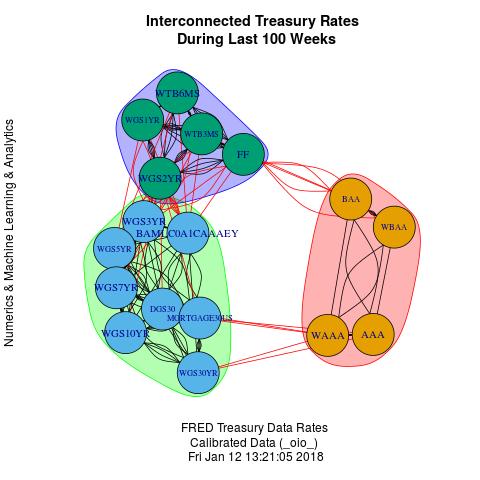 Interconnected Treasury Rates
During Last 100 Weeks
Numerics & Machine Learning & Analytics
WTB6MS
WGS1YR
WTB3MS
FF
WGS2YR
BAA
WGS3YR
WBAA
BAMLC0A1CAAAEY
WGS5YR
WGS7YR
DGS30
MORTGAGE30US
WGS10YR
WAAA
AAA
WGS30YR
FRED Treasury Data Rates
Calibrated Data (_oio_)
Fri Jan 12 13:21:05 2018